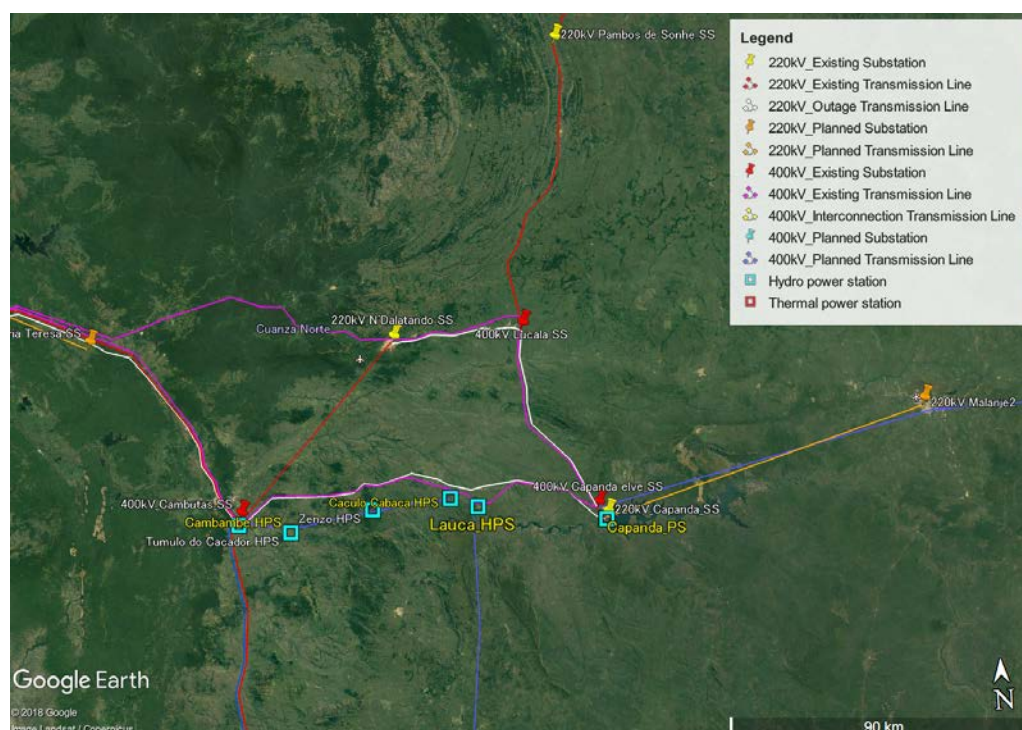 220kV Pambos de Sonhe SS
Legend
220kV_Existing Substation
220kV_Existing Transmission Line
220kV_Outage Transmission Line
220kV_Planned Substation
220kV_Planned Transmission Line
400kV_Existing Substation
400kV_Existing Transmission Line
400kV_Interconnection Transmission Line
400kV_Planned Substation
400kV_Planned Transmission Line
Hydro power station
Thermal power station
220kV N'Dalatando SS
Cuanza Norte
na Teresa SS
400kV Lucala SS
220kV Malanje2
400kV Capanda elve SS
400kV Cambutas SS
Caculo Cabaca HPS
220kV Capanda SS
Cambambe HPS
Zenzo HPS
Lauca HPS
Capanda PS
Tumulo do Cacador HPS
Google Earth
N
© 2018 Google
Image Landsat / Copernicus
90 km